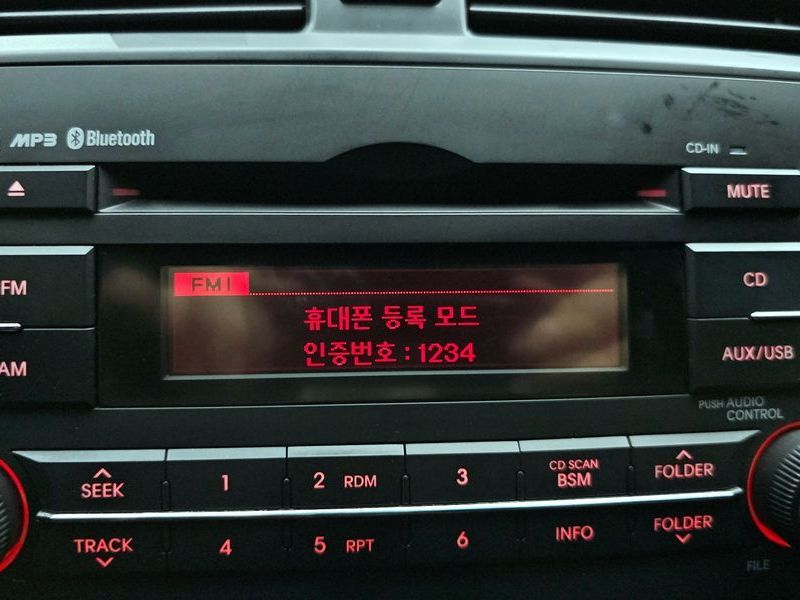 MP3 Bluetooth
CD-IN
MUTE
FM
CD
FM1
휴대폰 등록 모드
인증번호 : 1234
AM
AUX/USB
PUSH AUDIO CONTROL
SEEK
1
2 RDM
3
CD SCAN
BSM
FOLDER
TRACK
4
5 RPT
6
INFO
FOLDER
FILE